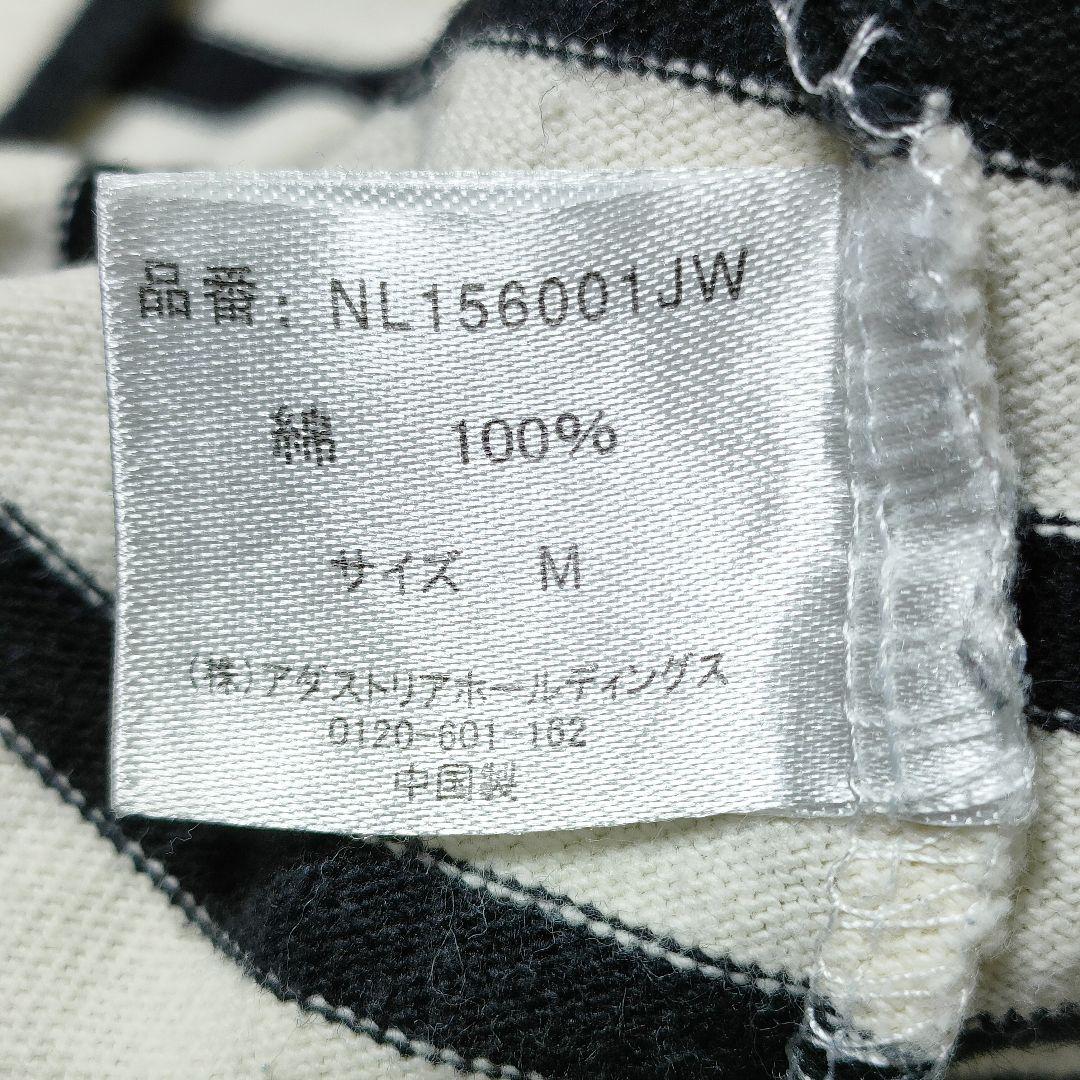 品番: NL156001JW
綿 100%
サイズ M
(株)アダストリアホールディングス
0120-601-162
中国製